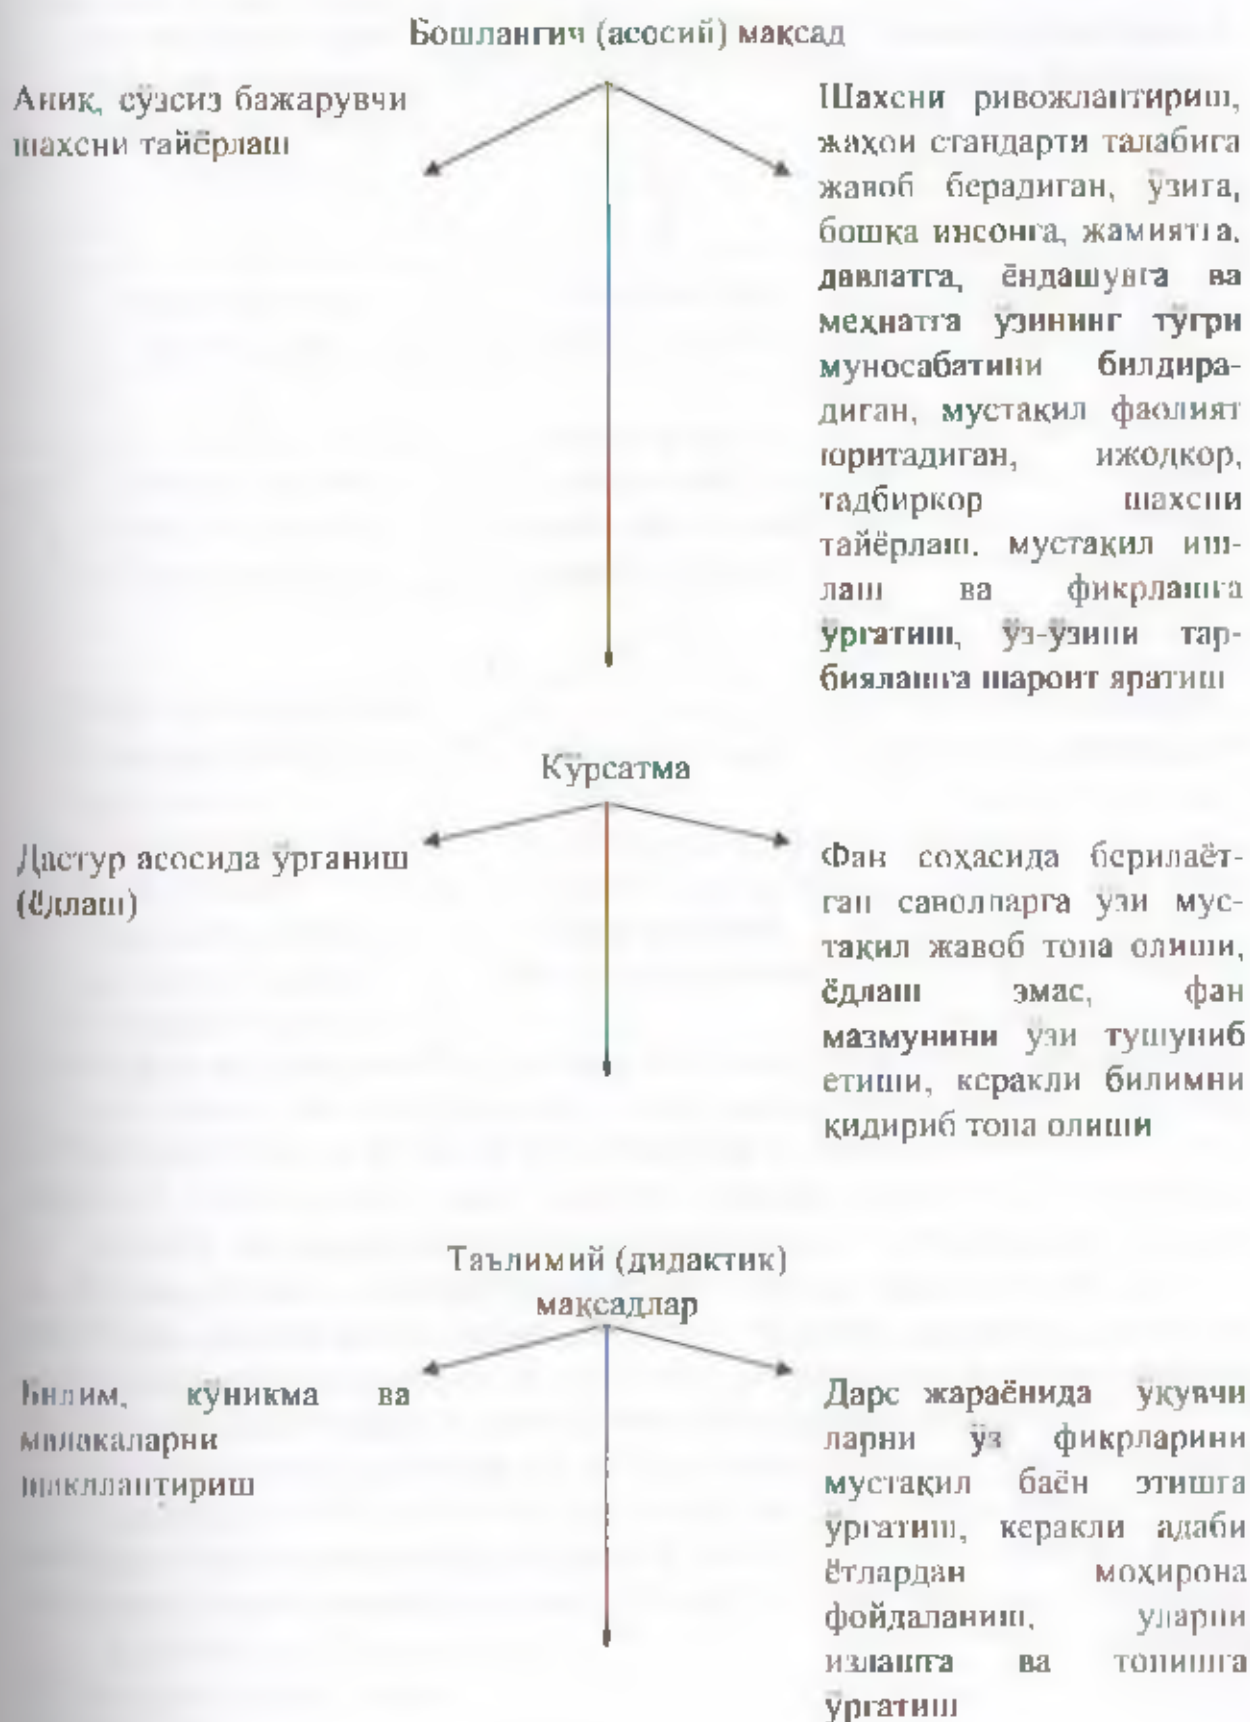 Бошлангич (асосий) мақсад
Аниқ, сўзсиз бажарувчи
шахсни тайёрлаш
Шахсни ривожлантириш,
жаҳон стандарти талабига
жавоб берадиган, ўзига,
бошқа инсонга, жамиятга,
давлатга, ёндашувга ва
меҳнатга ўзининг тўғри
муносабатини билдира-
диган, мустақил фаолият
юритадиган, ижодкор,
тадбиркор шахсни
тайёрлаш. мустақил иш-
лаш ва фикрлашга
ўргатиш, ўз-ўзини тар-
биялашга шароит яратиш
Кўрсатма
Дастур асосида ўрганиш
(ёдлаш)
Фан соҳасида берилаёт-
ган саволларга ўзи мус-
тақил жавоб топа олиши,
ёдлаш эмас, фан
мазмунини ўзи тушуниб
етиши, керакли билимни
қидириб топа олиши
Таълимий (дидактик)
мақсадлар
Билим, кўникма ва
малакаларни
шакллантириш
Дарс жараёнида ўқувчи
ларни ўз фикрларини
мустақил баён этишга
ўргатиш, керакли адаби
ётлардан моҳирона
фойдаланиш, уларни
излашга ва топишга
ўргатиш